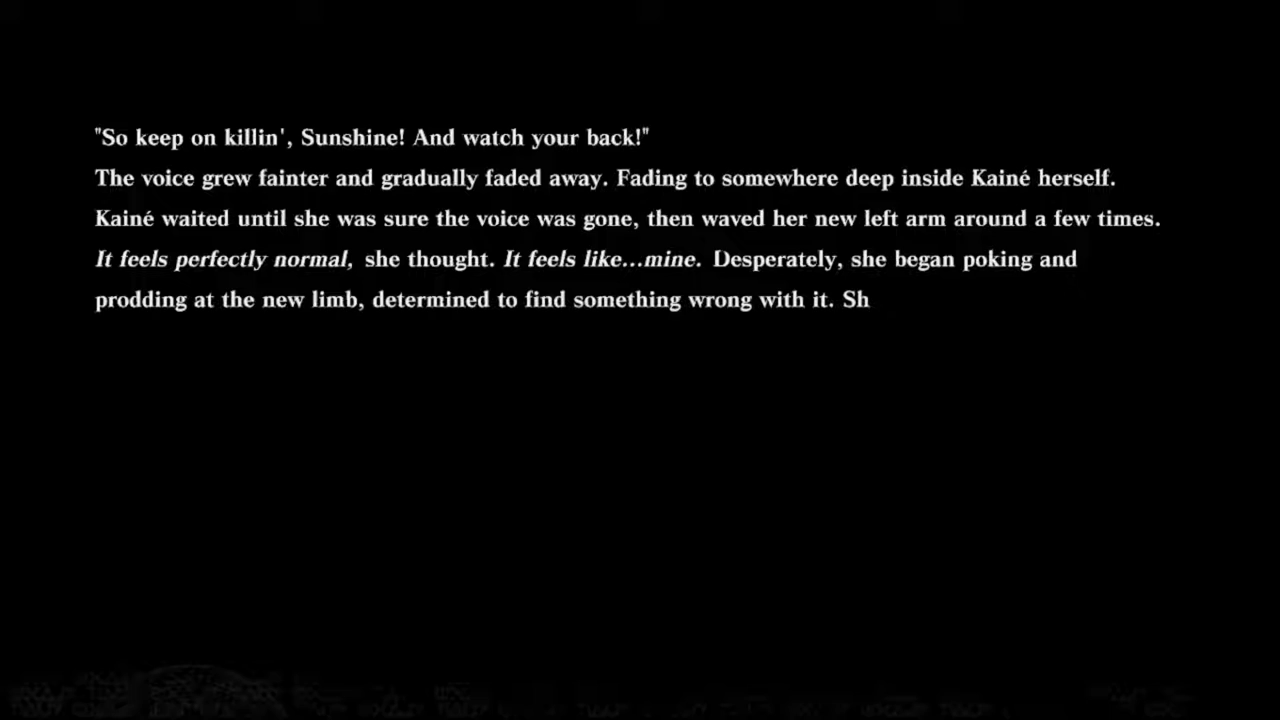 "So keep on killin', Sunshine! And watch your back!"
The voice grew fainter and gradually faded away. Fading to somewhere deep inside Kainé herself.
Kainé waited until she was sure the voice was gone, then waved her new left arm around a few times.
It feels perfectly normal, she thought. It feels like...mine. Desperately, she began poking and
prodding at the new limb, determined to find something wrong with it. Sh